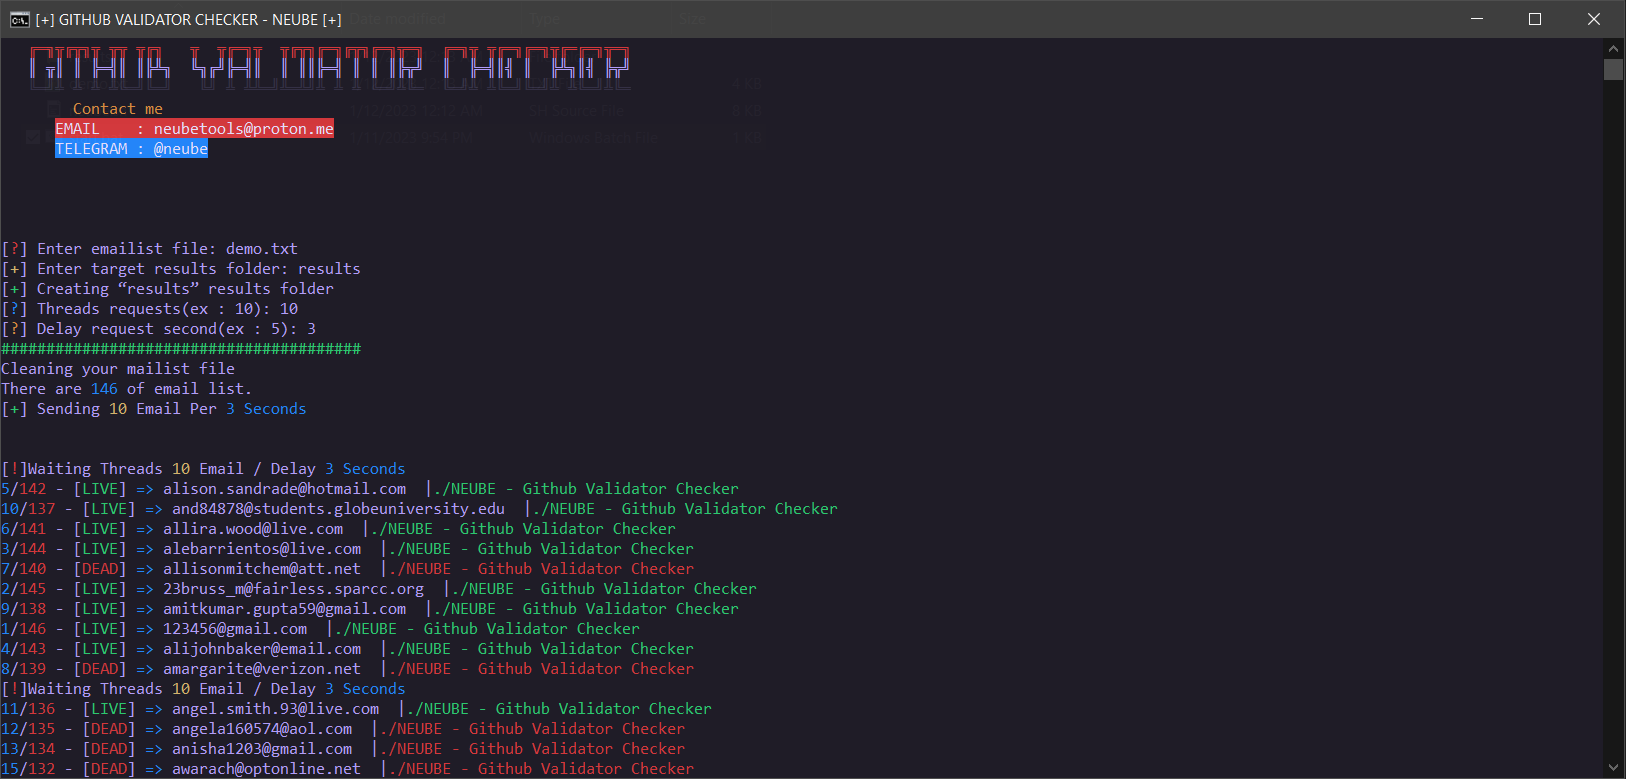 [+] GITHUB VALIDATOR CHECKER - NEUBE [+]
GITHUB VALIDATOR CHECKER
Contact me
EMAIL    : neubetools@proton.me
TELEGRAM : @neube
[?] Enter emailist file: demo.txt
[+] Enter target results folder: results
[+] Creating “results” results folder
[?] Threads requests(ex : 10): 10
[?] Delay request second(ex : 5): 3
########################################
Cleaning your mailist file
There are 146 of email list.
[+] Sending 10 Email Per 3 Seconds
[!]Waiting Threads 10 Email / Delay 3 Seconds
5/142 - [LIVE] => alison.sandrade@hotmail.com  |./NEUBE - Github Validator Checker
10/137 - [LIVE] => and84878@students.globeuniversity.edu  |./NEUBE - Github Validator Checker
6/141 - [LIVE] => allira.wood@live.com  |./NEUBE - Github Validator Checker
3/144 - [LIVE] => alebarrientos@live.com  |./NEUBE - Github Validator Checker
7/140 - [DEAD] => allisonmitchem@att.net  |./NEUBE - Github Validator Checker
2/145 - [LIVE] => 23bruss_m@fairless.sparcc.org  |./NEUBE - Github Validator Checker
9/138 - [LIVE] => amitkumar.gupta59@gmail.com  |./NEUBE - Github Validator Checker
1/146 - [LIVE] => 123456@gmail.com  |./NEUBE - Github Validator Checker
4/143 - [LIVE] => alijohnbaker@email.com  |./NEUBE - Github Validator Checker
8/139 - [DEAD] => amargarite@verizon.net  |./NEUBE - Github Validator Checker
[!]Waiting Threads 10 Email / Delay 3 Seconds
11/136 - [LIVE] => angel.smith.93@live.com  |./NEUBE - Github Validator Checker
12/135 - [DEAD] => angela160574@aol.com  |./NEUBE - Github Validator Checker
13/134 - [DEAD] => anisha1203@gmail.com  |./NEUBE - Github Validator Checker
15/132 - [DEAD] => awarach@optonline.net  |./NEUBE - Github Validator Checker